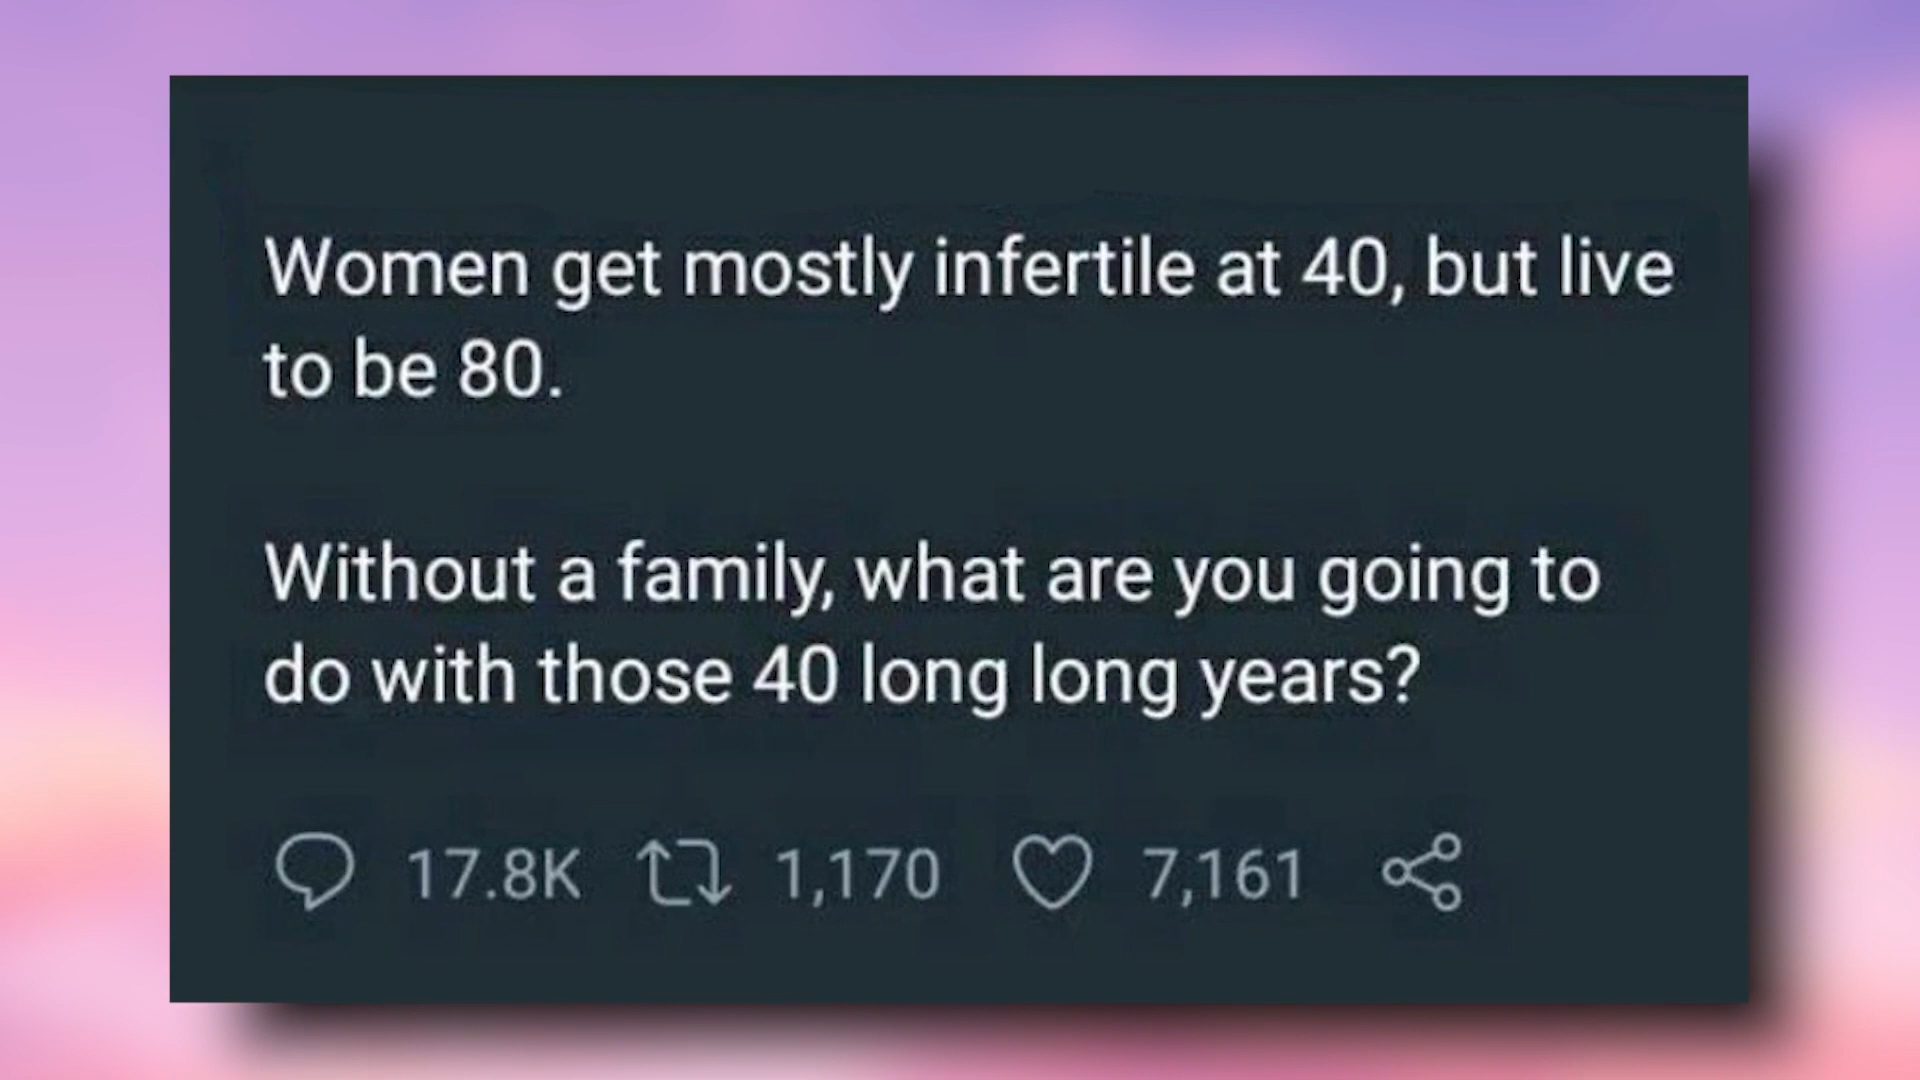 Women get mostly infertile at 40, but live
to be 80.
Without a family, what are you going to
do with those 40 long long years?
17.8K 1,170 7,161